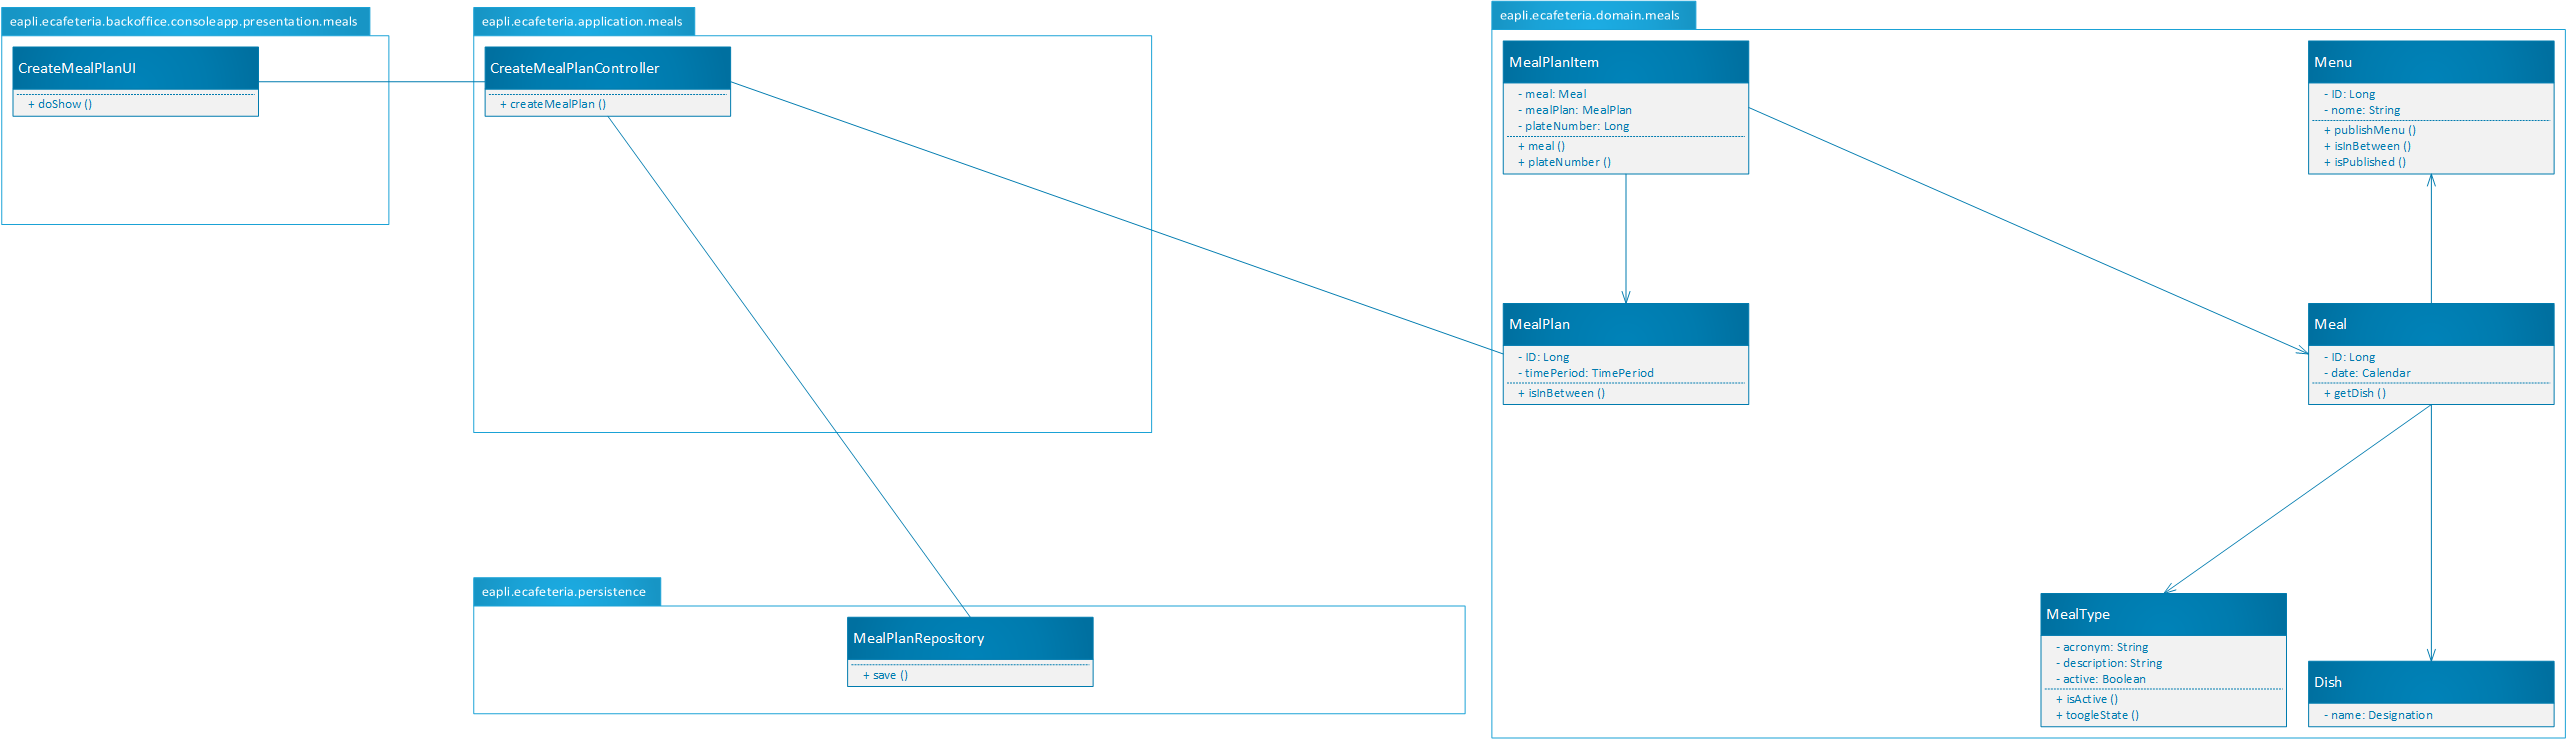 eapli.ecafeteria.backoffice.consoleapp.presentation.meals
CreateMealPlanUI
+ doShow ()
eapli.ecafeteria.application.meals
CreateMealPlanController
+ createMealPlan ()
eapli.ecafeteria.persistence
MealPlanRepository
+ save ()
eapli.ecafeteria.domain.meals
MealPlanItem
- meal: Meal
- mealPlan: MealPlan
- plateNumber: Long
+ meal ()
+ plateNumber ()
Menu
- ID: Long
- nome: String
+ publishMenu ()
+ isInBetween ()
+ isPublished ()
MealPlan
- ID: Long
- timePeriod: TimePeriod
+ isInBetween ()
Meal
- ID: Long
- date: Calendar
+ getDish ()
MealType
- acronym: String
- description: String
- active: Boolean
+ isActive ()
+ toogleState ()
Dish
- name: Designation